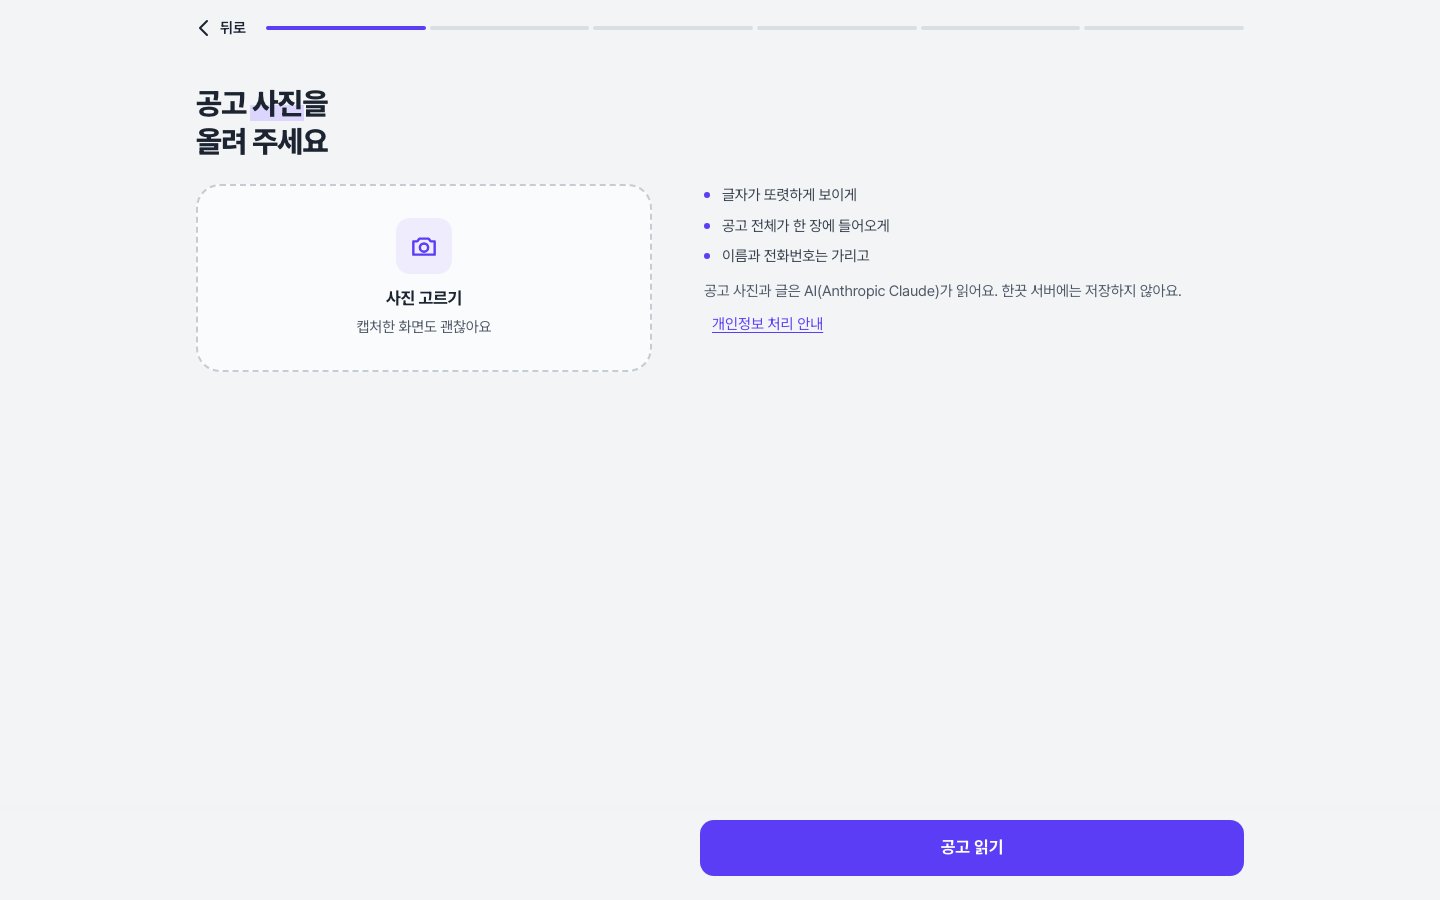 뒤로
공고 사진을
올려 주세요
사진 고르기
캡처한 화면도 괜찮아요
글자가 또렷하게 보이게
공고 전체가 한 장에 들어오게
이름과 전화번호는 가리고
공고 사진과 글은 AI(Anthropic Claude)가 읽어요. 한끗 서버에는 저장하지 않아요.
개인정보 처리 안내
공고 읽기